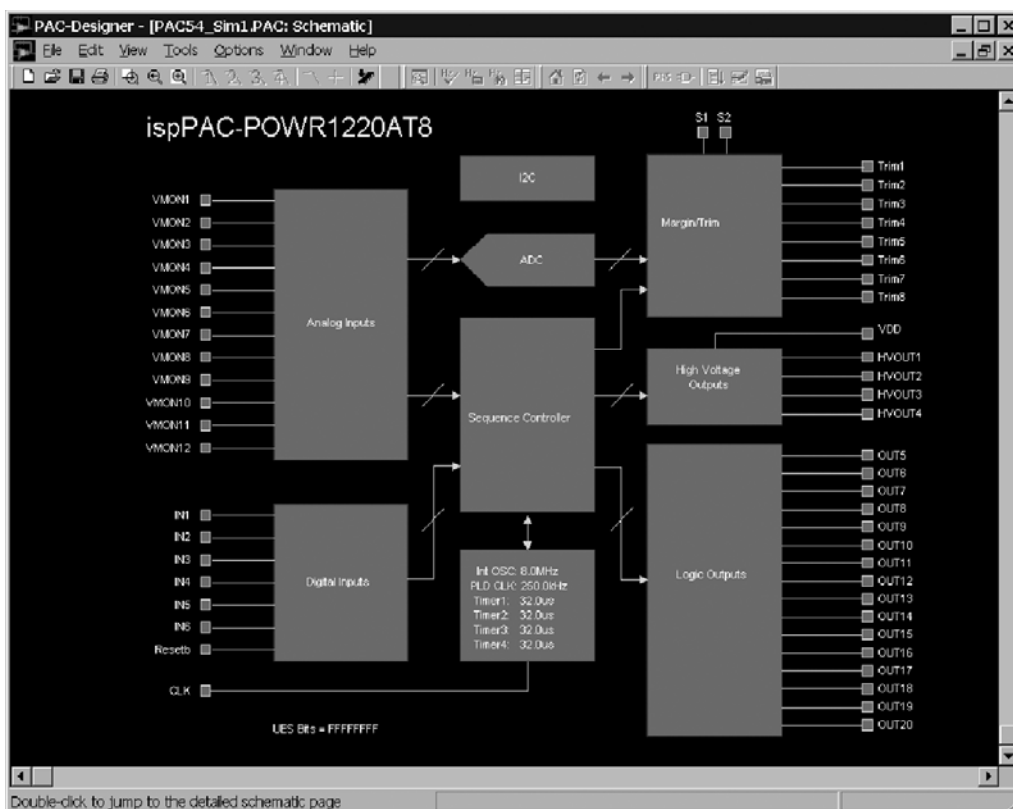 PAC-Designer - [PAC54_Sim1.PAC: Schematic]
File Edit View Tools Options Window Help
ispPAC-POWR1220AT8
S1 S2
I2C
Margin/Trim
Trim1
Trim2
Trim3
Trim4
Trim5
Trim6
Trim7
Trim8
VMON1
VMON2
VMON3
VMON4
VMON5
VMON6
VMON7
VMON8
VMON9
VMON10
VMON11
VMON12
Analog Inputs
ADC
VDD
High Voltage
Outputs
HVOUT1
HVOUT2
HVOUT3
HVOUT4
Sequence Controller
IN1
IN2
IN3
IN4
IN5
IN6
Resetb
CLK
Digital Inputs
Int OSC: 8.0MHz
PLD CLK: 250.0kHz
Timer1: 32.0us
Timer2: 32.0us
Timer3: 32.0us
Timer4: 32.0us
Logic Outputs
OUT5
OUT6
OUT7
OUT8
OUT9
OUT10
OUT11
OUT12
OUT13
OUT14
OUT15
OUT16
OUT17
OUT18
OUT19
OUT20
UES Bits = FFFFFFFF
Double-click to jump to the detailed schematic page